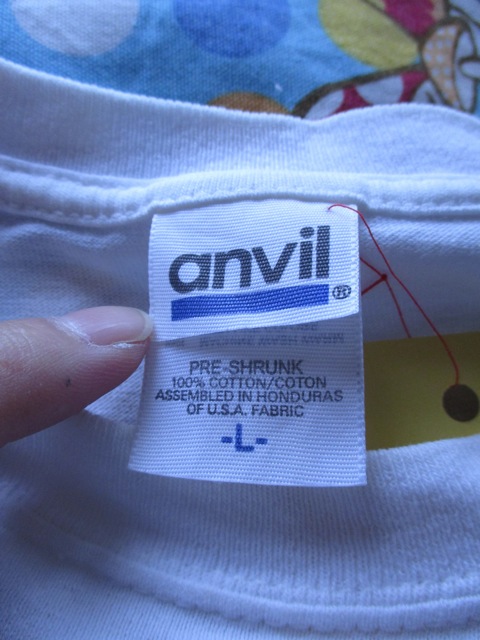 anvil
®
PRE-SHRUNK
100% COTTON/COTON
ASSEMBLED IN HONDURAS
OF U.S.A. FABRIC
-L-